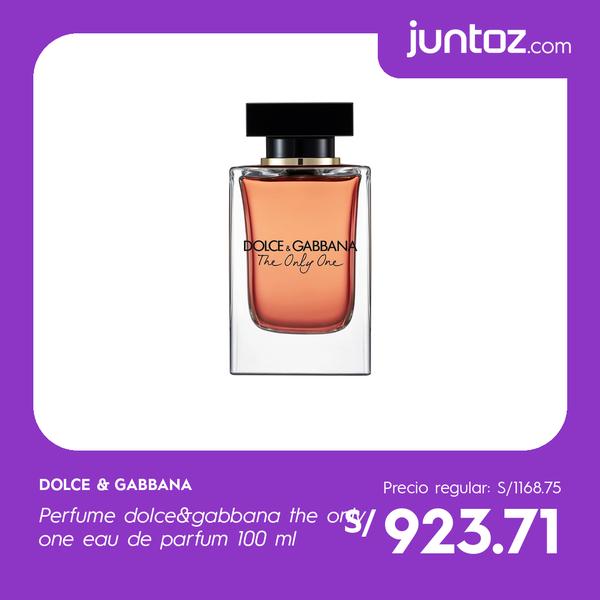 juntoz.com
DOLCE & GABBANA
The Only One
DOLCE & GABBANA
Perfume dolce&gabbana the only
one eau de parfum 100 ml
Precio regular: S/1168.75
S/ 923.71